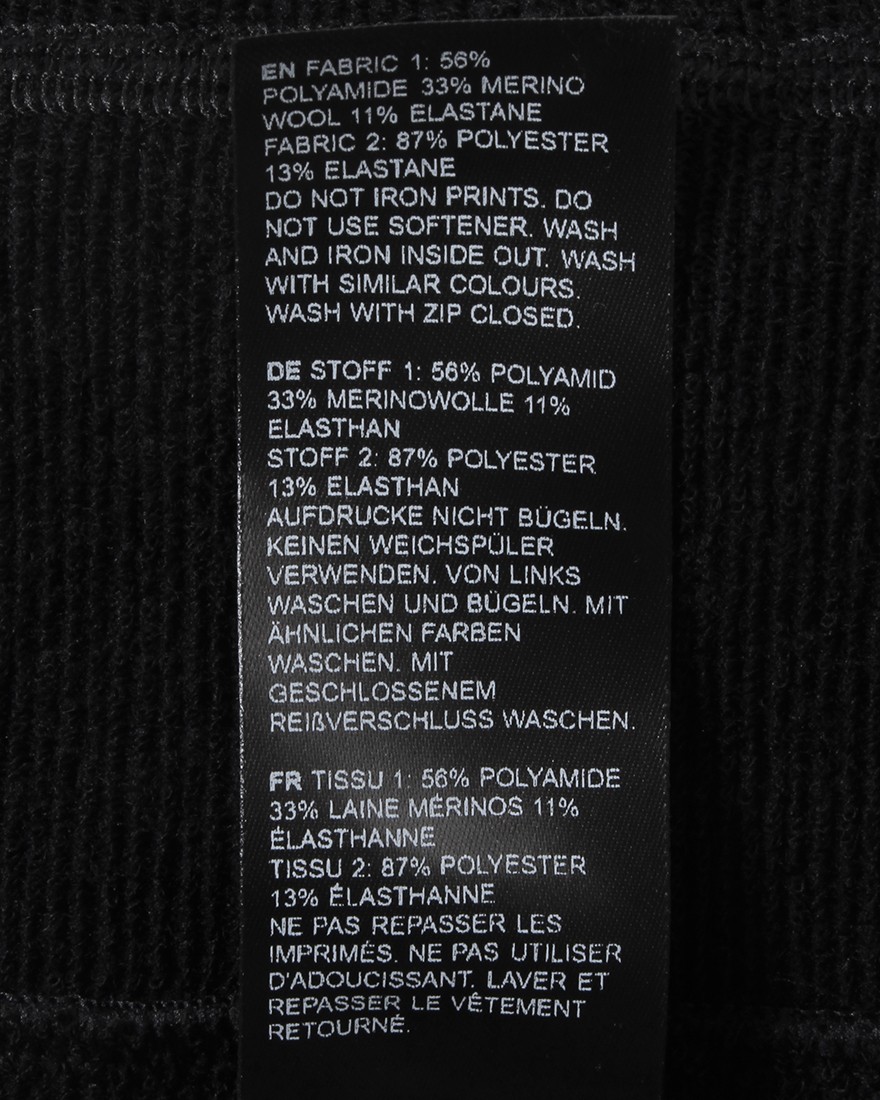 EN FABRIC 1: 56%
POLYAMIDE 33% MERINO
WOOL 11% ELASTANE
FABRIC 2: 87% POLYESTER
13% ELASTANE
DO NOT IRON PRINTS. DO
NOT USE SOFTENER. WASH
AND IRON INSIDE OUT. WASH
WITH SIMILAR COLOURS.
WASH WITH ZIP CLOSED.
DE STOFF 1: 56% POLYAMID
33% MERINOWOLLE 11%
ELASTHAN
STOFF 2: 87% POLYESTER
13% ELASTHAN
AUFDRUCKE NICHT BÜGELN.
KEINEN WEICHSPÜLER
VERWENDEN. VON LINKS
WASCHEN UND BÜGELN. MIT
ÄHNLICHEN FARBEN
WASCHEN. MIT
GESCHLOSSENEM
REIßVERSCHLUSS WASCHEN.
FR TISSU 1: 56% POLYAMIDE
33% LAINE MÉRINOS 11%
ÉLASTHANNE
TISSU 2: 87% POLYESTER
13% ÉLASTHANNE
NE PAS REPASSER LES
IMPRIMÉS. NE PAS UTILISER
D'ADOUCISSANT. LAVER ET
REPASSER LE VÊTEMENT
RETOURNÉ.